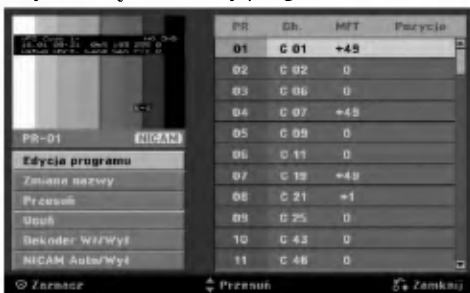 PR Ch. MFT Pozycja
01 C 01 +49
02 C 02 0
03 C 06 0
04 C 07 +49
PR-01 NICAM
05 C 09 0
Edycja programu
06 C 11 0
Zmiana nazwy
07 C 19 +49
Przesuń
08 C 21 +1
Usuń
09 C 25 0
Dekoder Wł/Wył
10 C 43 0
NICAM Auto/Wył
11 C 46 0
Zaznacz
Przesuń
Zamknij